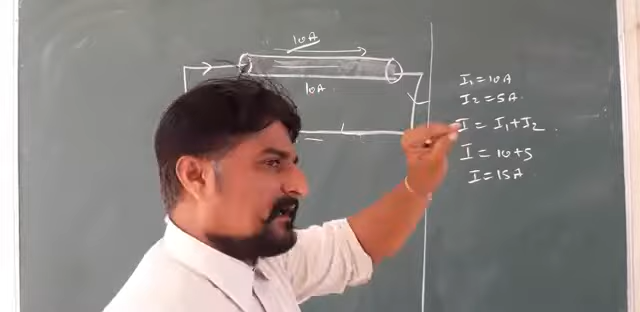 10A
10A
I₁ = 10A
I₂ = 5A
I = I₁ + I₂
I = 10 + 5
I = 15A